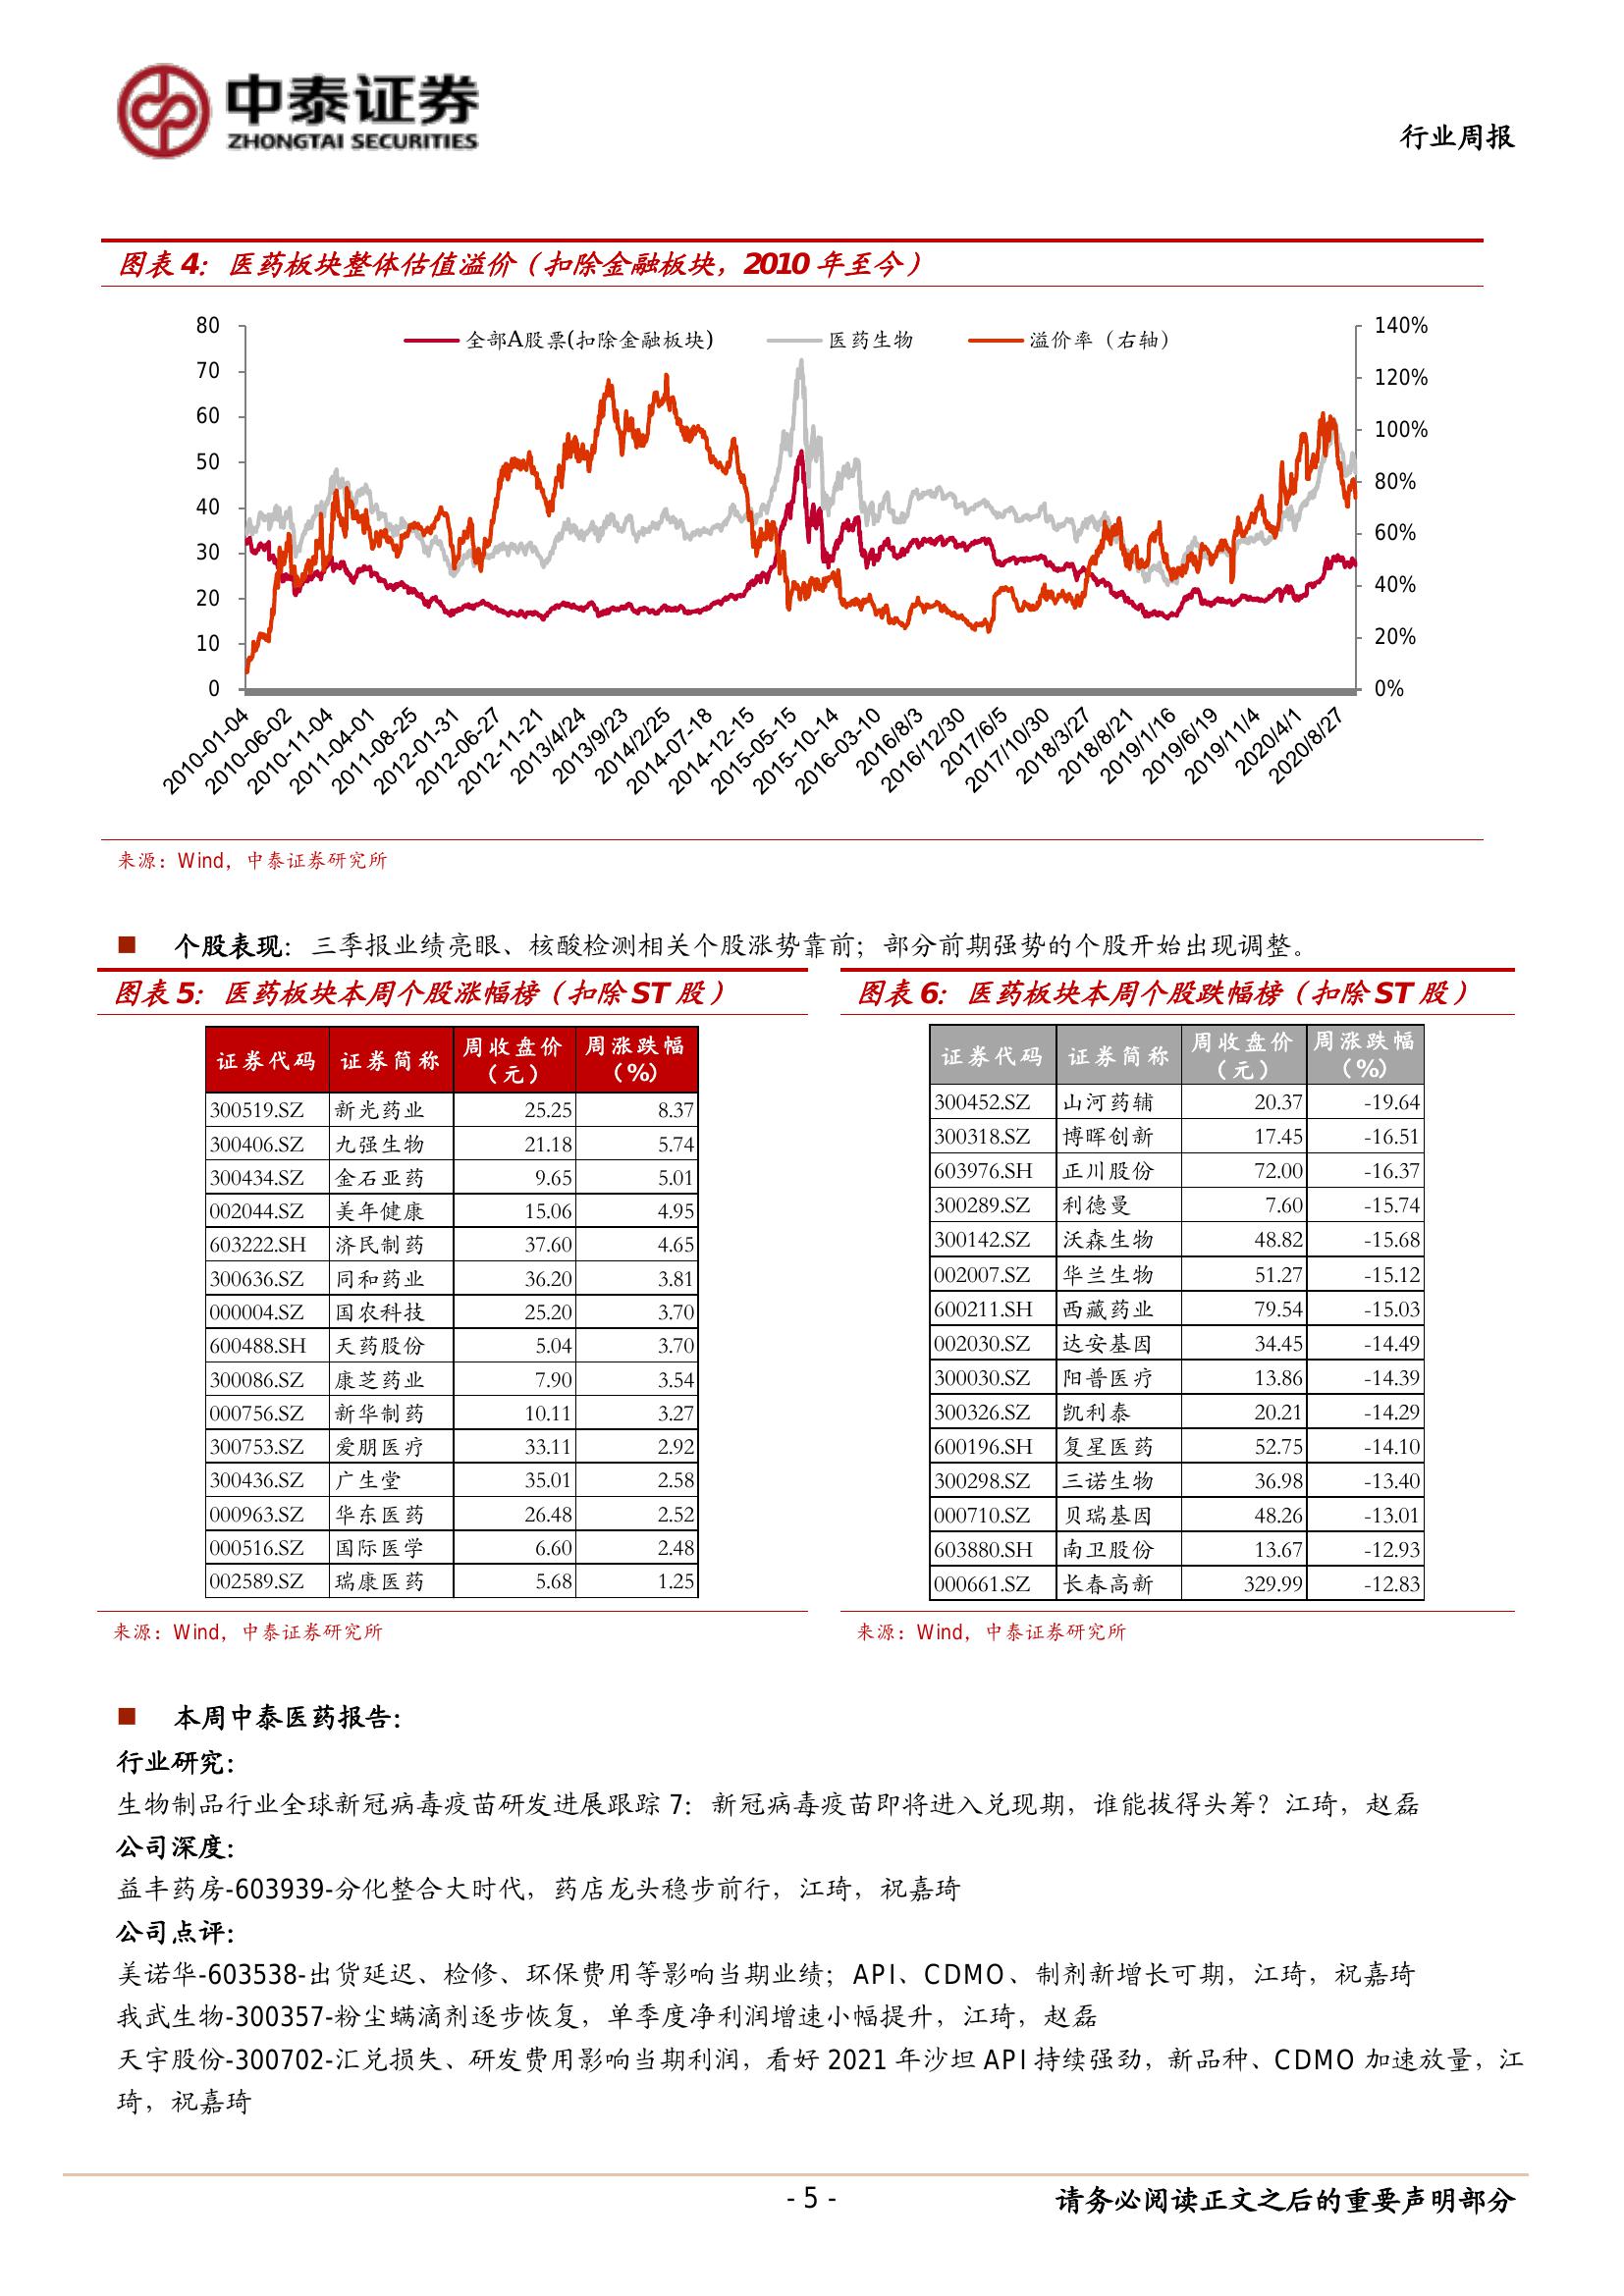 中泰证券
ZHONGTAI SECURITIES
行业周报
图表 4：医药板块整体估值溢价（扣除金融板块，2010 年至今）
全部A股票(扣除金融板块) 医药生物 溢价率（右轴）
80
70
60
50
40
30
20
10
0
140%
120%
100%
80%
60%
40%
20%
0%
2010-01-04 2010-06-02 2010-11-04 2011-04-01 2011-08-25 2012-01-31 2012-06-27 2012-11-21 2013/4/24 2013/9/23 2014/2/25 2014-07-18 2014-12-15 2015-05-15 2015-10-14 2016-03-10 2016/8/3 2016/12/30 2017/6/5 2017/10/30 2018/3/27 2018/8/21 2019/1/16 2019/6/19 2019/11/4 2020/4/1 2020/8/27
来源：Wind，中泰证券研究所
■ 个股表现：三季报业绩亮眼、核酸检测相关个股涨势靠前；部分前期强势的个股开始出现调整。
图表 5：医药板块本周个股涨幅榜（扣除 ST 股）
证券代码 证券简称 周收盘价（元） 周涨跌幅（%）
300519.SZ 新光药业 25.25 8.37
300406.SZ 九强生物 21.18 5.74
300434.SZ 金石亚药 9.65 5.01
002044.SZ 美年健康 15.06 4.95
603222.SH 济民制药 37.60 4.65
300636.SZ 同和药业 36.20 3.81
000004.SZ 国农科技 25.20 3.70
600488.SH 天药股份 5.04 3.70
300086.SZ 康芝药业 7.90 3.54
000756.SZ 新华制药 10.11 3.27
300753.SZ 爱朋医疗 33.11 2.92
300436.SZ 广生堂 35.01 2.58
000963.SZ 华东医药 26.48 2.52
000516.SZ 国际医学 6.60 2.48
002589.SZ 瑞康医药 5.68 1.25
来源：Wind，中泰证券研究所
图表 6：医药板块本周个股跌幅榜（扣除 ST 股）
证券代码 证券简称 周收盘价（元） 周涨跌幅（%）
300452.SZ 山河药辅 20.37 -19.64
300318.SZ 博晖创新 17.45 -16.51
603976.SH 正川股份 72.00 -16.37
300289.SZ 利德曼 7.60 -15.74
300142.SZ 沃森生物 48.82 -15.68
002007.SZ 华兰生物 51.27 -15.12
600211.SH 西藏药业 79.54 -15.03
002030.SZ 达安基因 34.45 -14.49
300030.SZ 阳普医疗 13.86 -14.39
300326.SZ 凯利泰 20.21 -14.29
600196.SH 复星医药 52.75 -14.10
300298.SZ 三诺生物 36.98 -13.40
000710.SZ 贝瑞基因 48.26 -13.01
603880.SH 南卫股份 13.67 -12.93
000661.SZ 长春高新 329.99 -12.83
来源：Wind，中泰证券研究所
■ 本周中泰医药报告：
行业研究：
生物制品行业全球新冠病毒疫苗研发进展跟踪 7：新冠病毒疫苗即将进入兑现期，谁能拔得头筹？江琦，赵磊
公司深度：
益丰药房-603939-分化整合大时代，药店龙头稳步前行，江琦，祝嘉琦
公司点评：
美诺华-603538-出货延迟、检修、环保费用等影响当期业绩；API、CDMO、制剂新增长可期，江琦，祝嘉琦
我武生物-300357-粉尘螨滴剂逐步恢复，单季度净利润增速小幅提升，江琦，赵磊
天宇股份-300702-汇兑损失、研发费用影响当期利润，看好 2021 年沙坦 API 持续强劲，新品种、CDMO 加速放量，江
琦，祝嘉琦
- 5 -
请务必阅读正文之后的重要声明部分